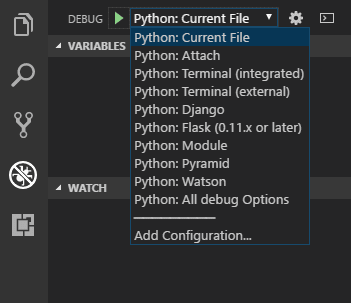 DEBUG Python: Current File
VARIABLES
Python: Current File
Python: Attach
Python: Terminal (integrated)
Python: Terminal (external)
Python: Django
Python: Flask (0.11.x or later)
Python: Module
Python: Pyramid
Python: Watson
Python: All debug Options
Add Configuration...
WATCH